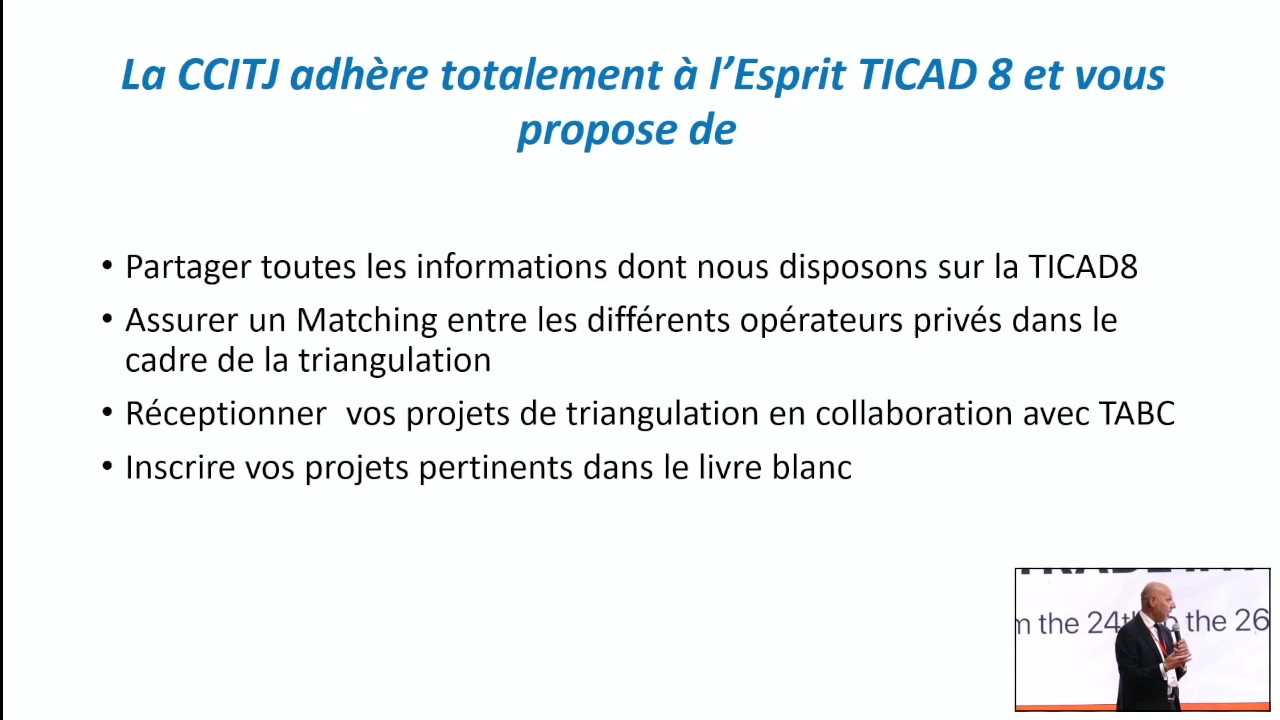 La CCITJ adhère totalement à l’Esprit TICAD 8 et vous
propose de
• Partager toutes les informations dont nous disposons sur la TICAD8
• Assurer un Matching entre les différents opérateurs privés dans le
cadre de la triangulation
• Réceptionner vos projets de triangulation en collaboration avec TABC
• Inscrire vos projets pertinents dans le livre blanc
the 24th the 26